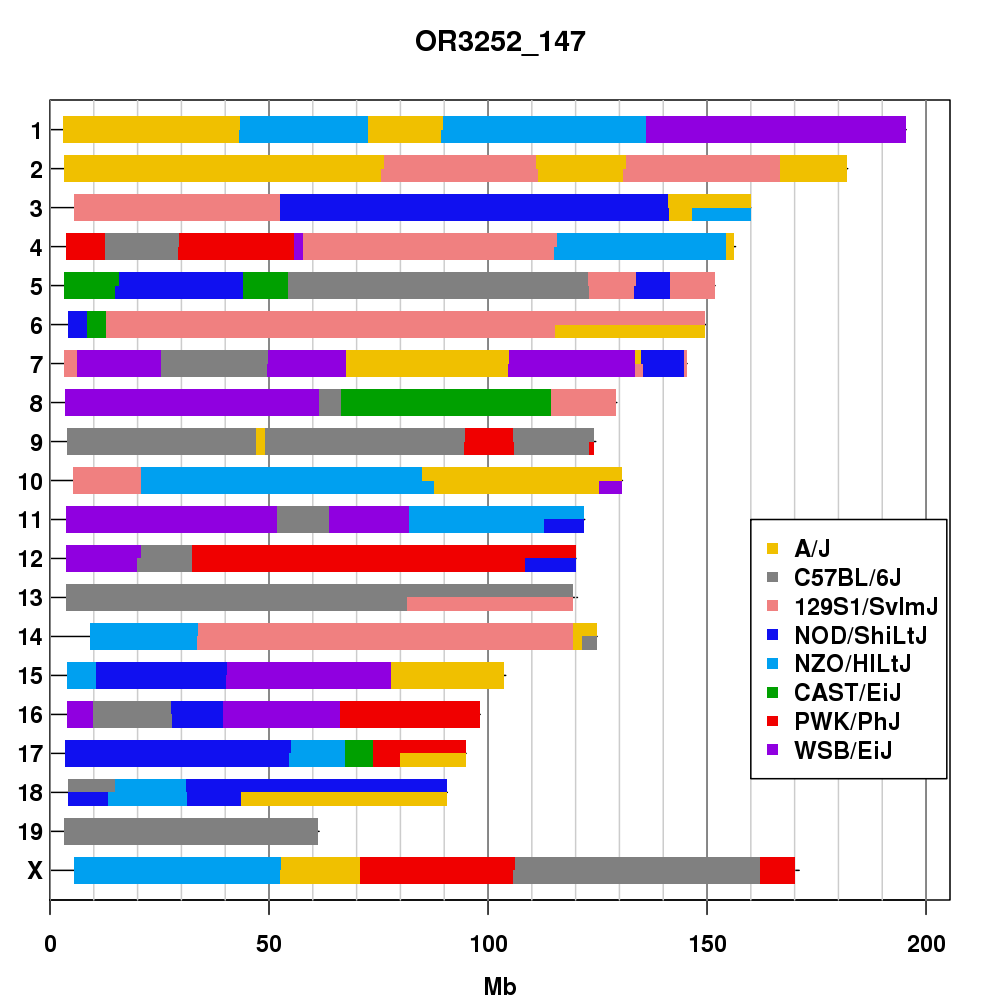 OR3252_147
1
2
3
4
5
6
7
8
9
10
11
12
13
14
15
16
17
18
19
X
A/J
C57BL/6J
129S1/SvImJ
NOD/ShiLtJ
NZO/HILtJ
CAST/EiJ
PWK/PhJ
WSB/EiJ
0 50 100 150 200
Mb